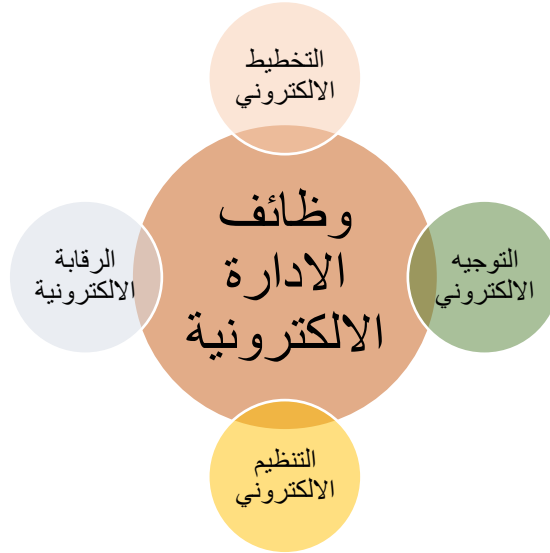 التخطيط
الالكتروني
وظائف
الادارة
الالكترونية
التوجيه
الالكتروني
الرقابة
الالكترونية
التنظيم
الالكتروني